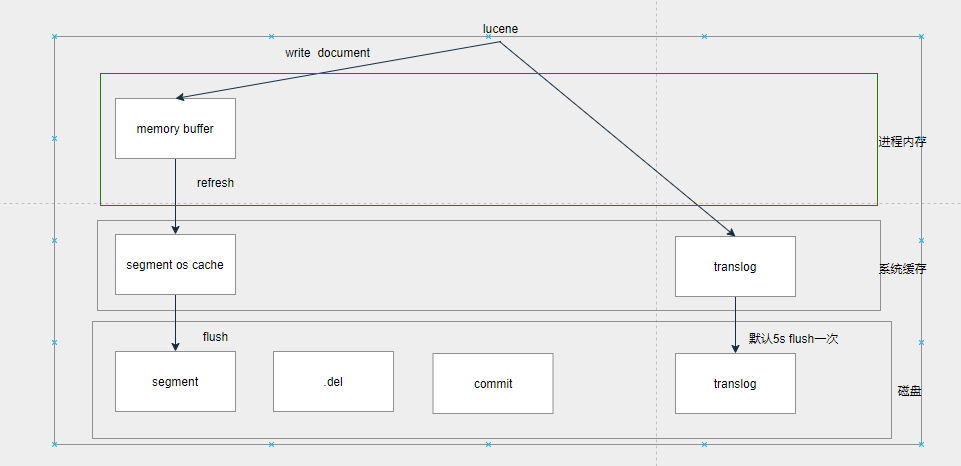 lucene
write  document
memory buffer
进程内存
refresh
segment os cache
translog
系统缓存
flush
默认5s flush一次
segment
.del
commit
translog
磁盘